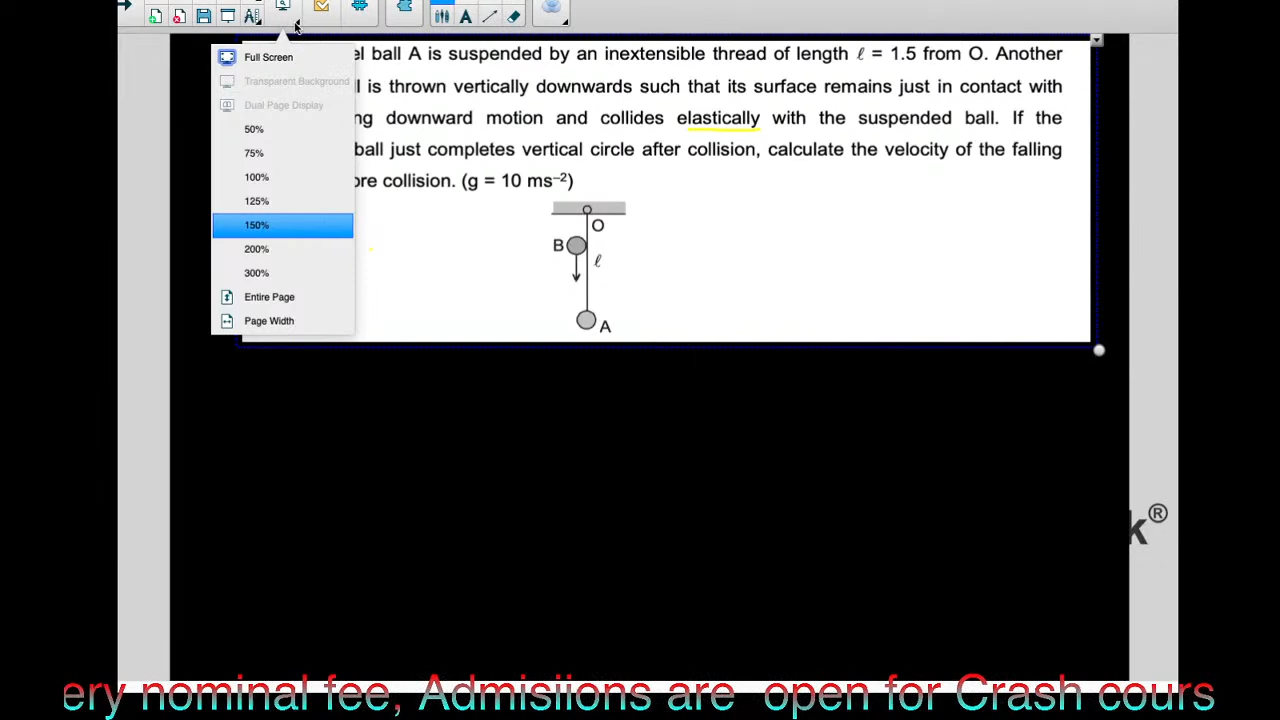 Full Screen
Transparent Background
Dual Page Display
50%
75%
100%
125%
150%
200%
300%
Entire Page
Page Width
ball A is suspended by an inextensible thread of length ℓ = 1.5 from O. Another
is thrown vertically downwards such that its surface remains just in contact with
downward motion and collides elastically with the suspended ball. If the
ball just completes vertical circle after collision, calculate the velocity of the falling
collision. (g = 10 ms⁻²)
O
B
ℓ
A
k®
ery nominal fee, Admisiions are open for Crash cours